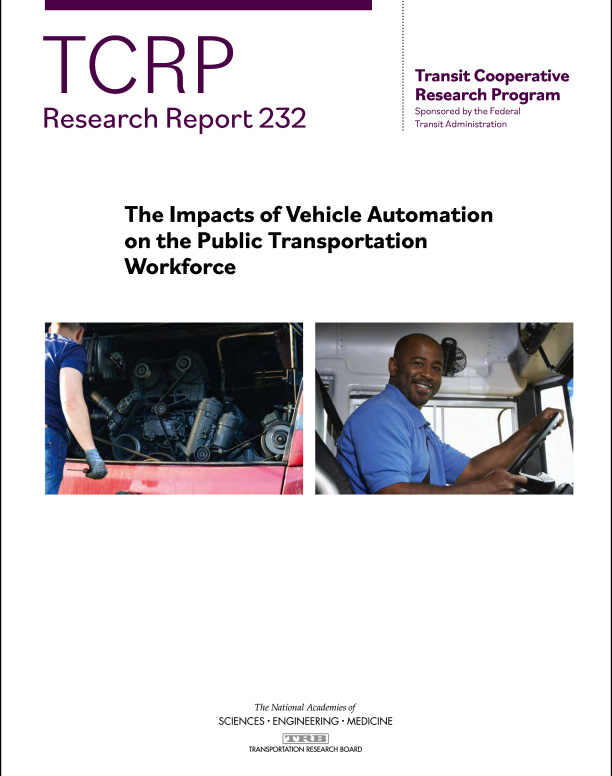 TCRP
Research Report 232
Transit Cooperative
Research Program
Sponsored by the Federal
Transit Administration
The Impacts of Vehicle Automation
on the Public Transportation
Workforce
The National Academies of
SCIENCES · ENGINEERING · MEDICINE
TRB
TRANSPORTATION RESEARCH BOARD